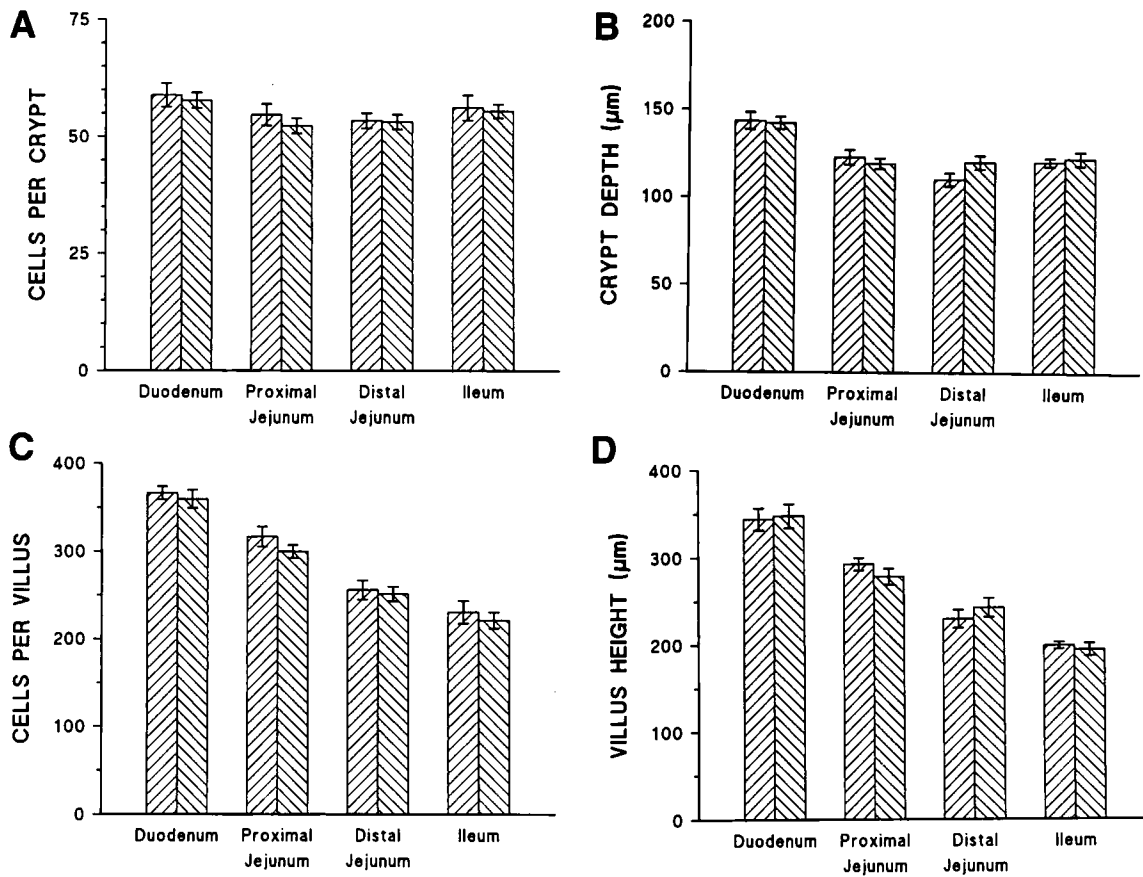 A
CELLS PER CRYPT
75
50
25
0
Duodenum
Proximal
Jejunum
Distal
Jejunum
Ileum
B
CRYPT DEPTH (µm)
200
150
100
50
0
Duodenum
Proximal
Jejunum
Distal
Jejunum
Ileum
C
CELLS PER VILLUS
400
300
200
100
0
Duodenum
Proximal
Jejunum
Distal
Jejunum
Ileum
D
VILLUS HEIGHT (µm)
400
300
200
100
0
Duodenum
Proximal
Jejunum
Distal
Jejunum
Ileum